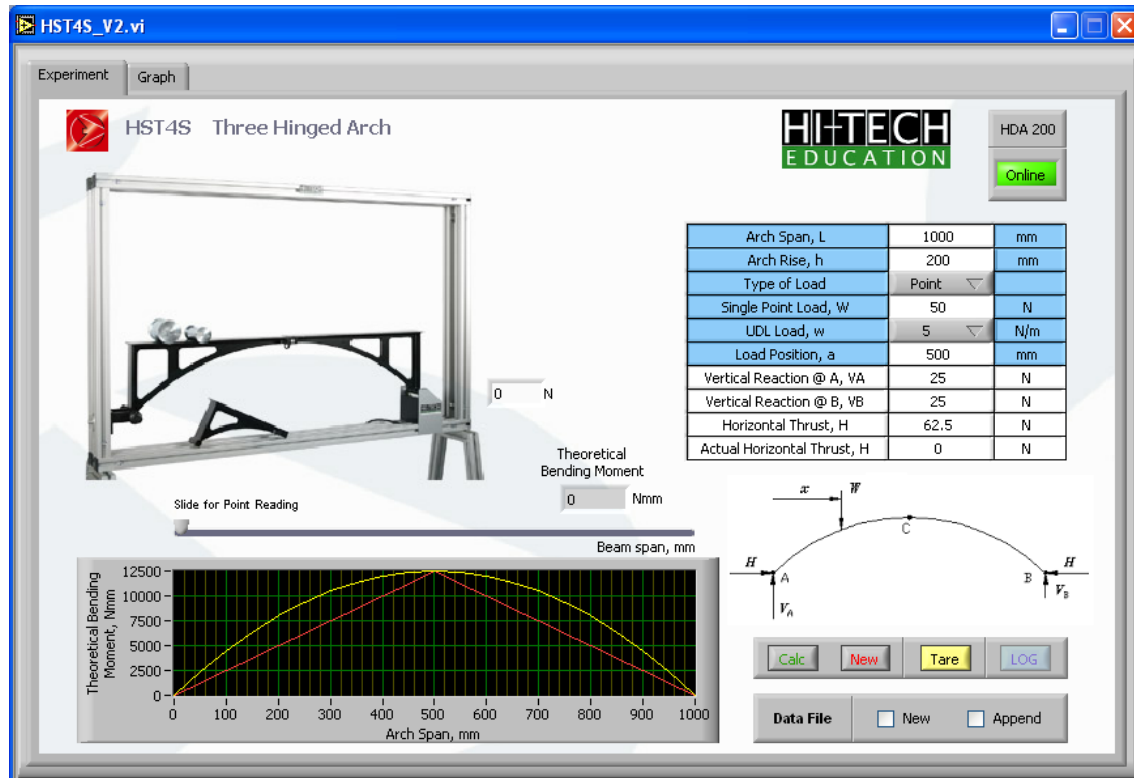 HST4S_V2.vi
Experiment
Graph
HST4S Three Hinged Arch
HI-TECH
EDUCATION
HDA 200
Online
Arch Span, L 1000 mm
Arch Rise, h 200 mm
Type of Load Point
Single Point Load, W 50 N
UDL Load, w 5 N/m
Load Position, a 500 mm
Vertical Reaction @ A, VA 25 N
Vertical Reaction @ B, VB 25 N
Horizontal Thrust, H 62.5 N
Actual Horizontal Thrust, H 0 N
0 N
Theoretical
Bending Moment
0 Nmm
Slide for Point Reading
Beam span, mm
Theoretical Bending
Moment, Nmm
12500
10000
7500
5000
2500
0
0 100 200 300 400 500 600 700 800 900 1000
Arch Span, mm
x W
C
H A B H
VA VB
Calc New Tare LOG
Data File New Append